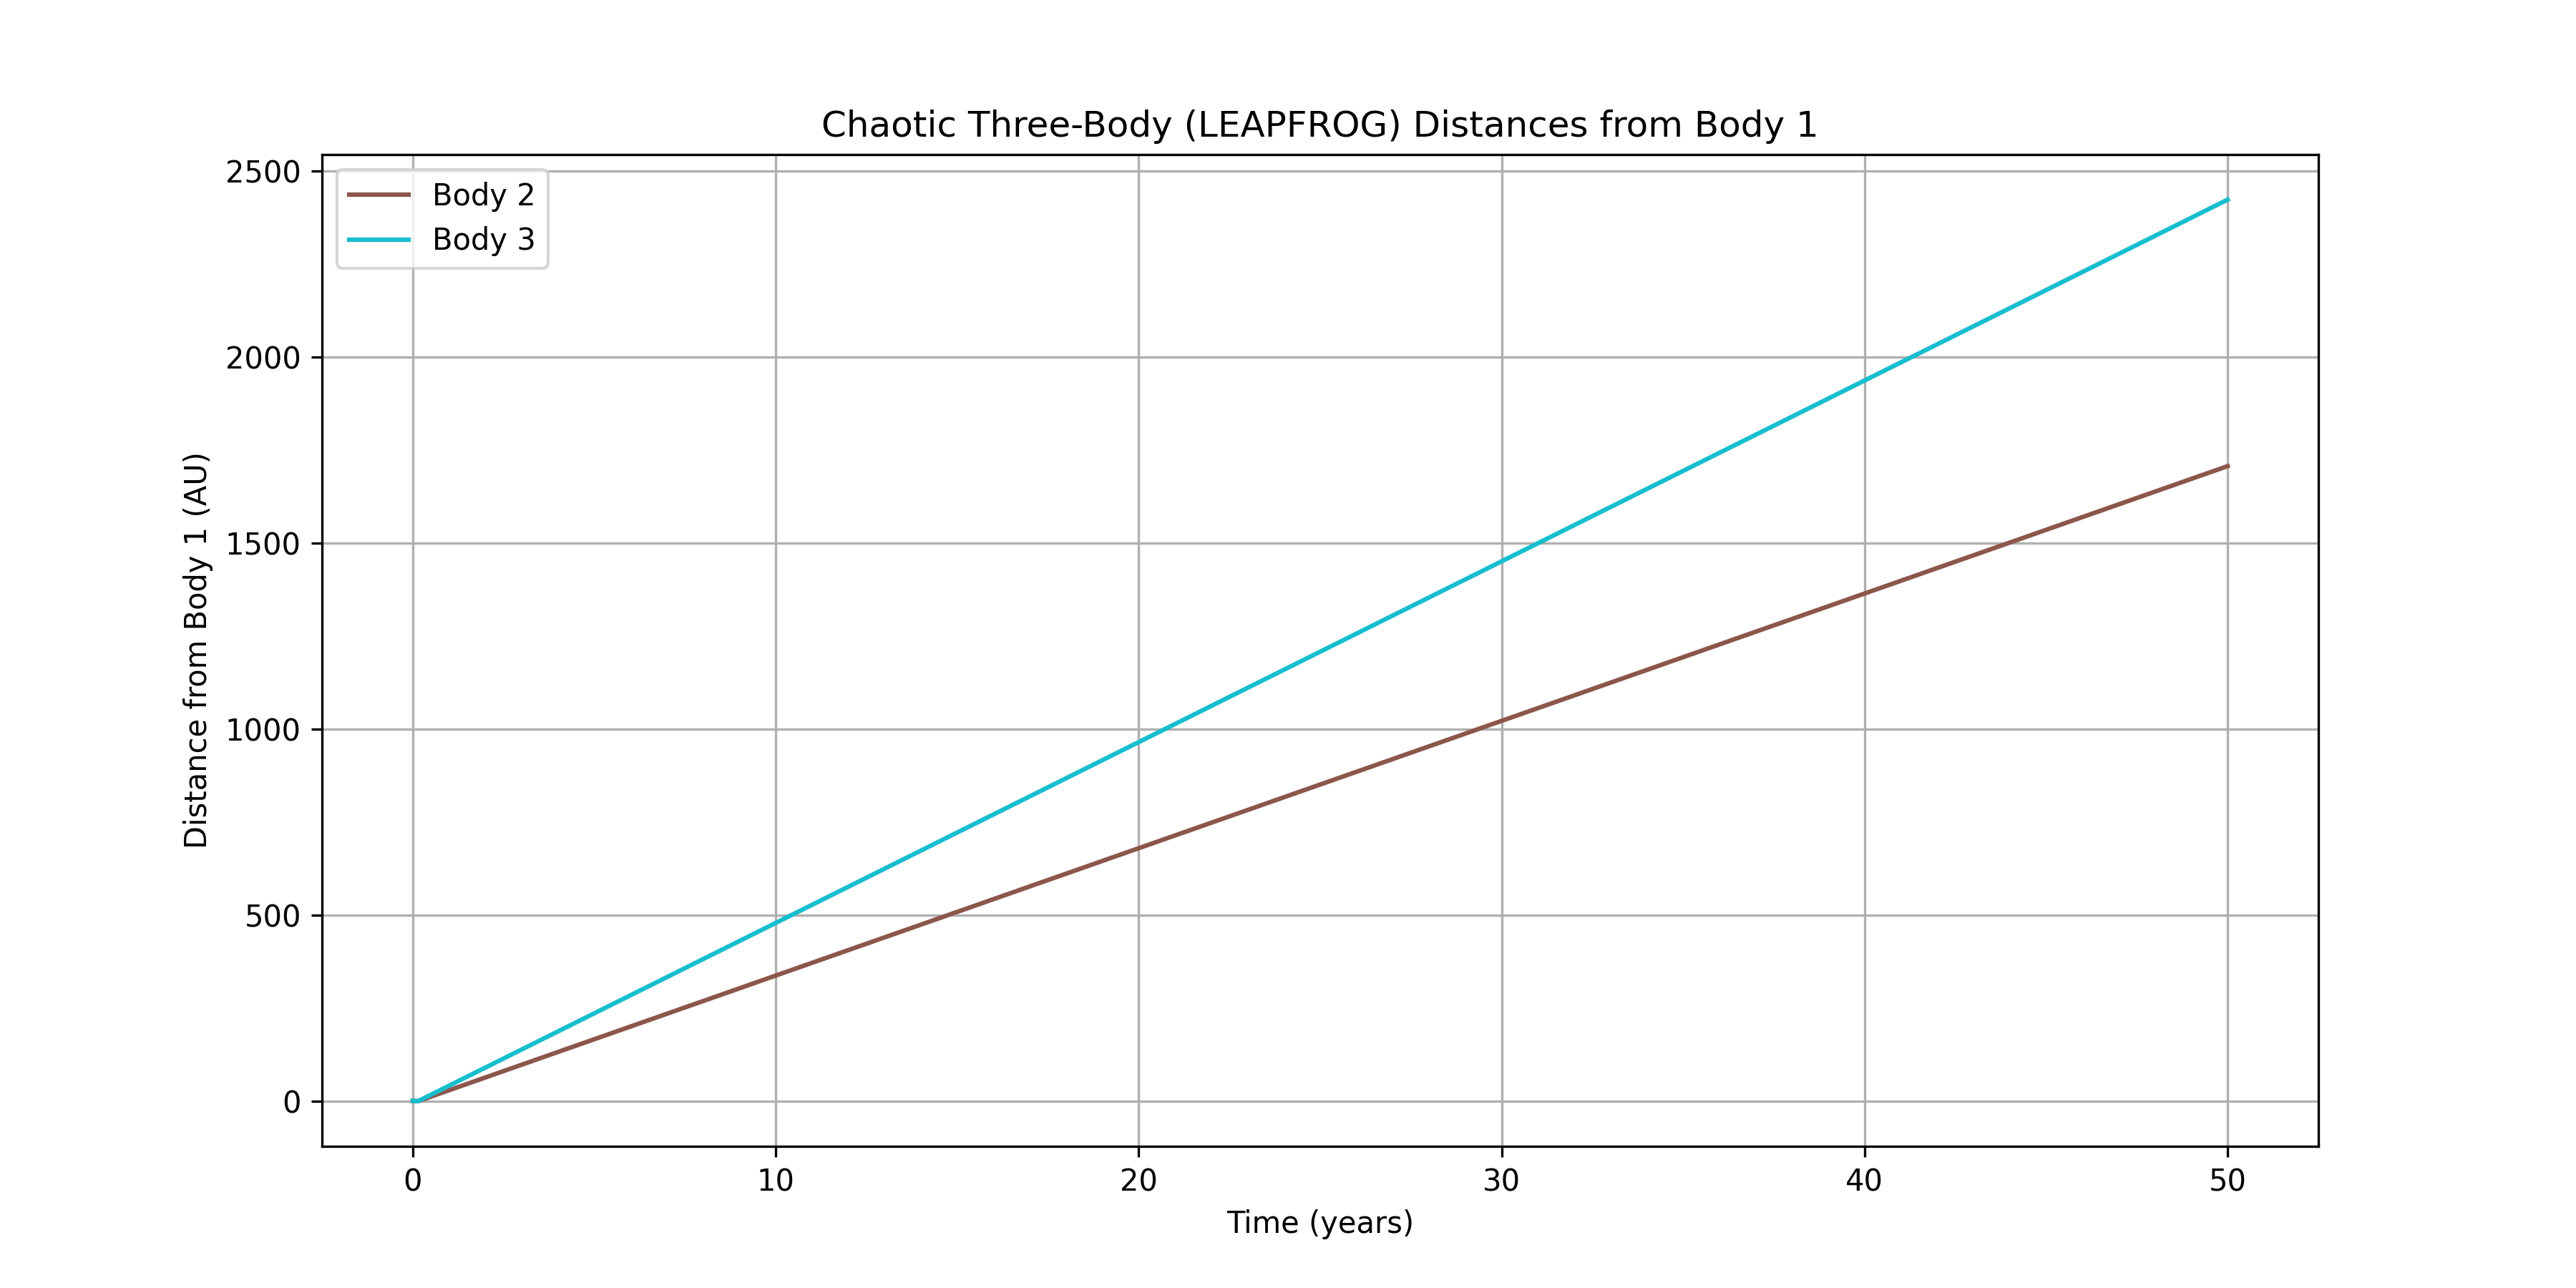 Chaotic Three-Body (LEAPFROG) Distances from Body 1
Body 2
Body 3
Distance from Body 1 (AU)
2500
2000
1500
1000
500
0
0 10 20 30 40 50
Time (years)